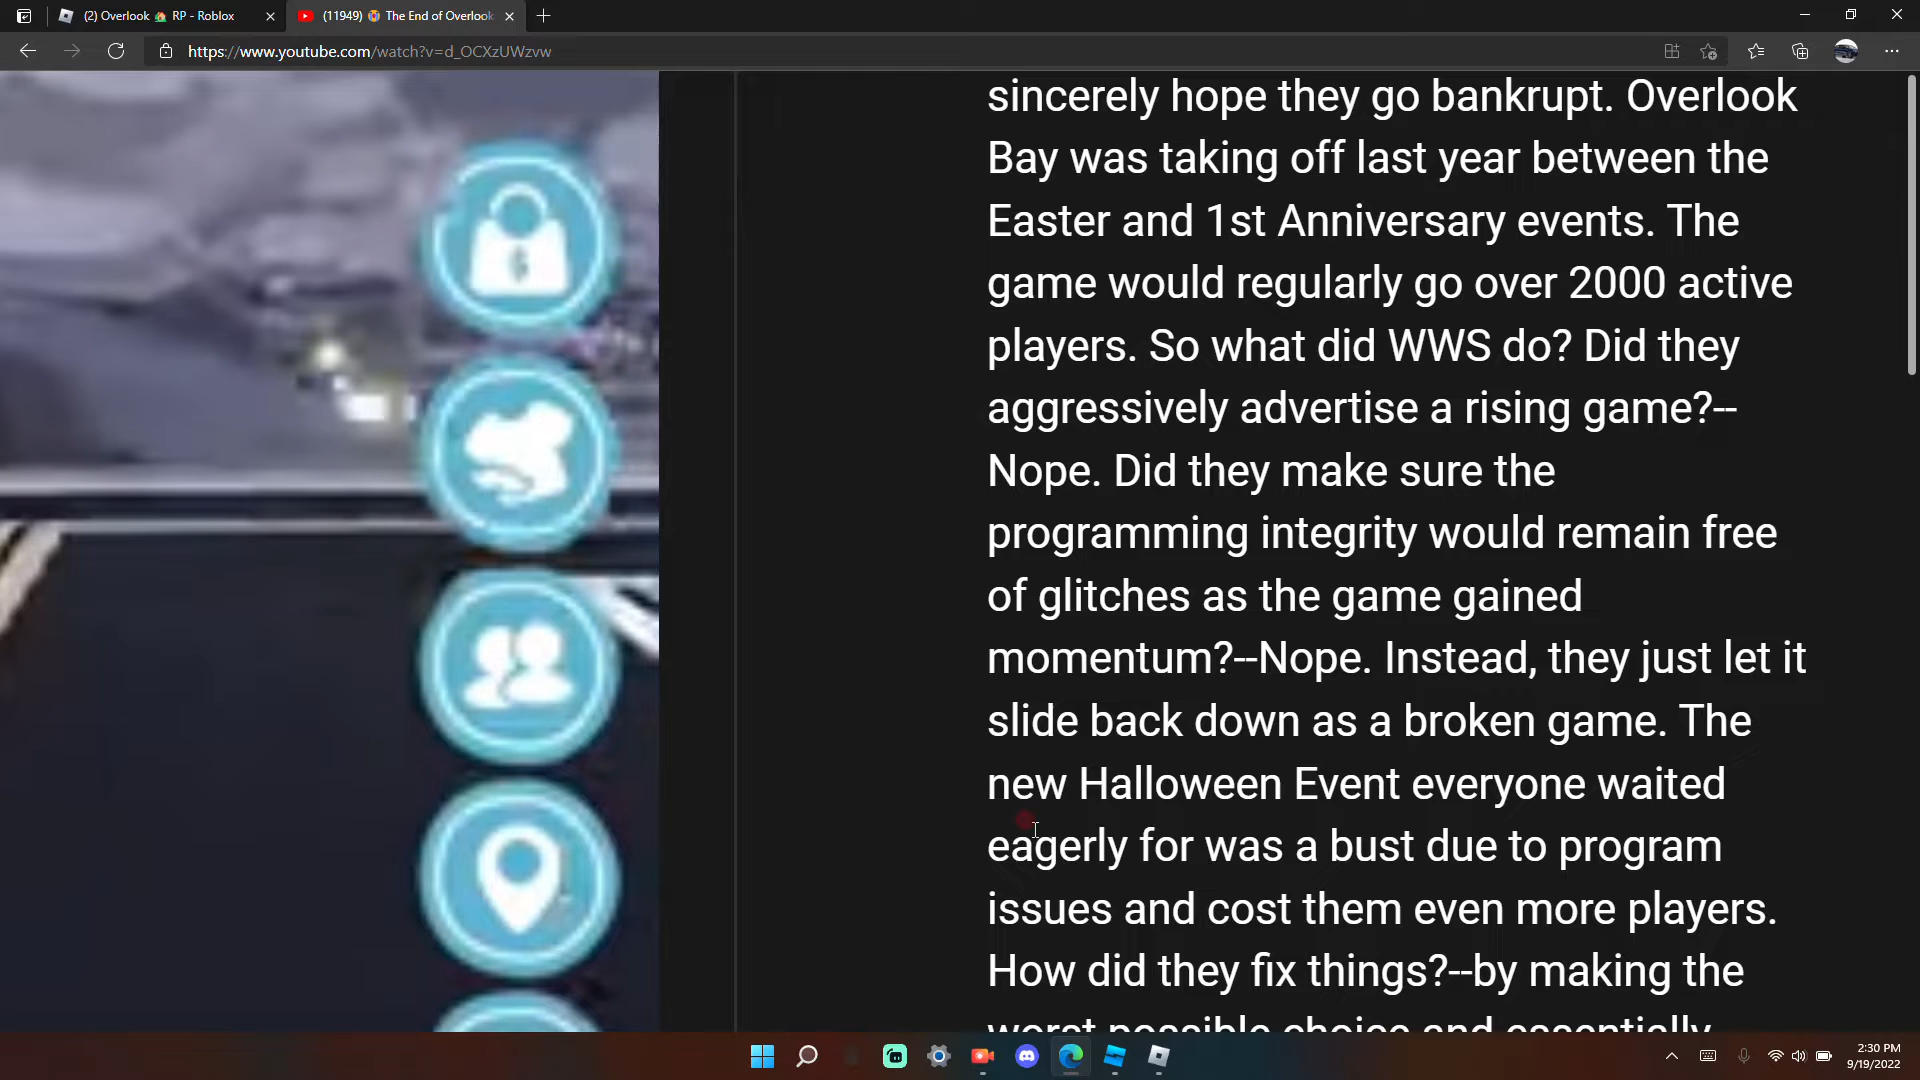 (2) Overlook RP - Roblox
(11949) The End of Overlook
https://www.youtube.com/watch?v=d_OCXzUWzvw
sincerely hope they go bankrupt. Overlook
Bay was taking off last year between the
Easter and 1st Anniversary events. The
game would regularly go over 2000 active
players. So what did WWS do? Did they
aggressively advertise a rising game?--
Nope. Did they make sure the
programming integrity would remain free
of glitches as the game gained
momentum?--Nope. Instead, they just let it
slide back down as a broken game. The
new Halloween Event everyone waited
eagerly for was a bust due to program
issues and cost them even more players.
How did they fix things?--by making the
worst possible choice and essentially
2:30 PM
9/19/2022